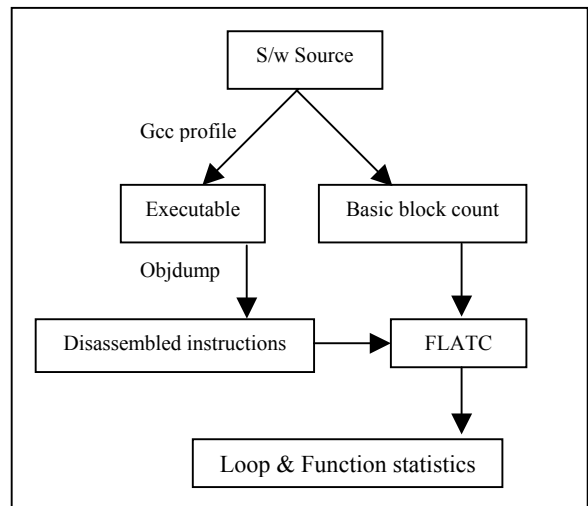 S/w Source
Gcc profile
Executable
Basic block count
Objdump
Disassembled instructions
FLATC
Loop & Function statistics